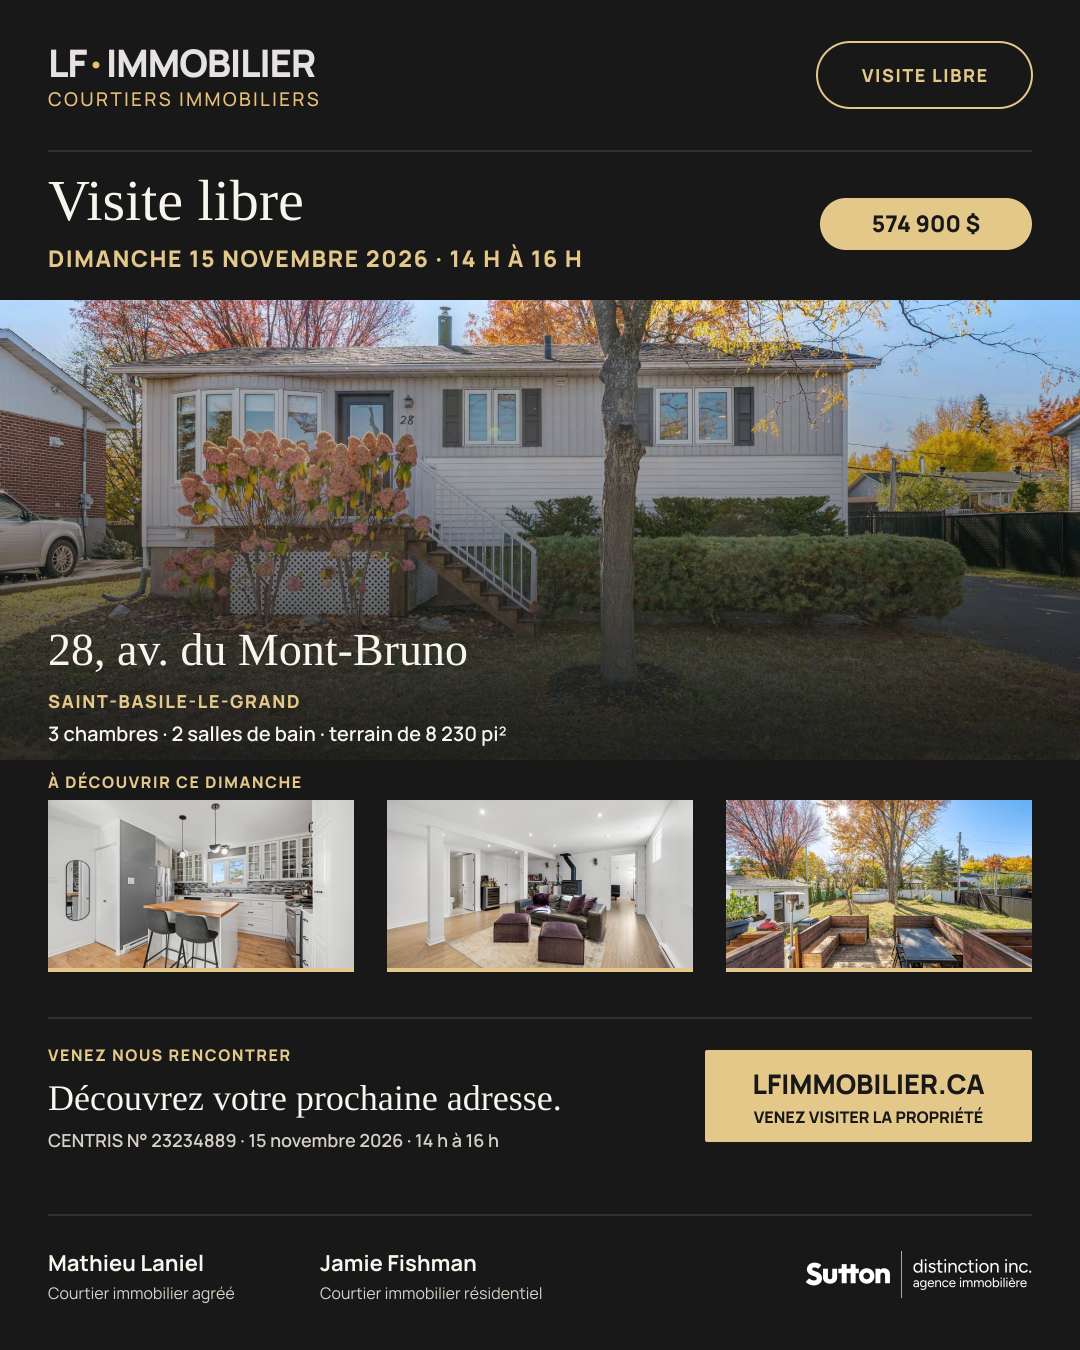 LF·IMMOBILIER
COURTIERS IMMOBILIERS
VISITE LIBRE
Visite libre
DIMANCHE 15 NOVEMBRE 2026 · 14 H À 16 H
574 900 $
28
28, av. du Mont-Bruno
SAINT-BASILE-LE-GRAND
3 chambres · 2 salles de bain · terrain de 8 230 pi²
À DÉCOUVRIR CE DIMANCHE
VENEZ NOUS RENCONTRER
Découvrez votre prochaine adresse.
CENTRIS N° 23234889 · 15 novembre 2026 · 14 h à 16 h
LFIMMOBILIER.CA
VENEZ VISITER LA PROPRIÉTÉ
Mathieu Laniel
Courtier immobilier agréé
Jamie Fishman
Courtier immobilier résidentiel
Sutton
distinction inc.
agence immobilière